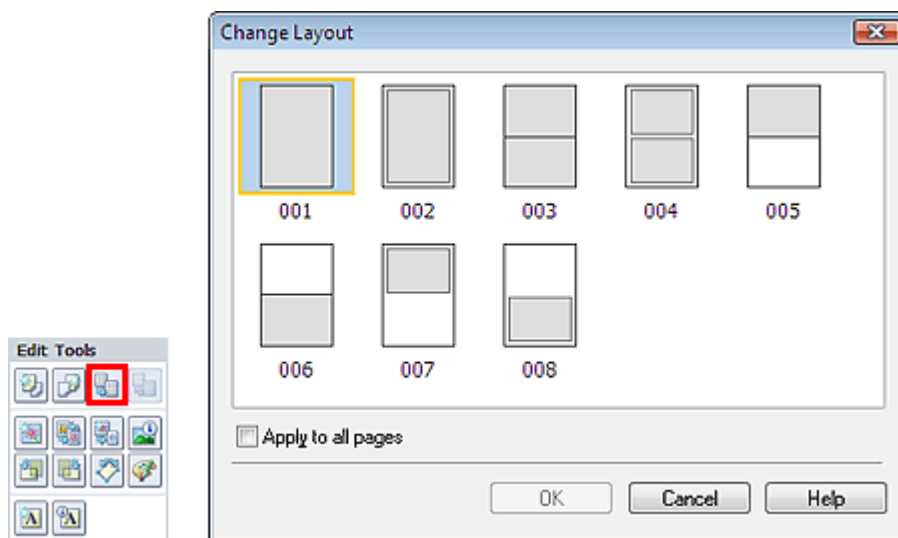 Change Layout
001 002 003 004 005
006 007 008
Edit Tools
Apply to all pages
OK Cancel Help